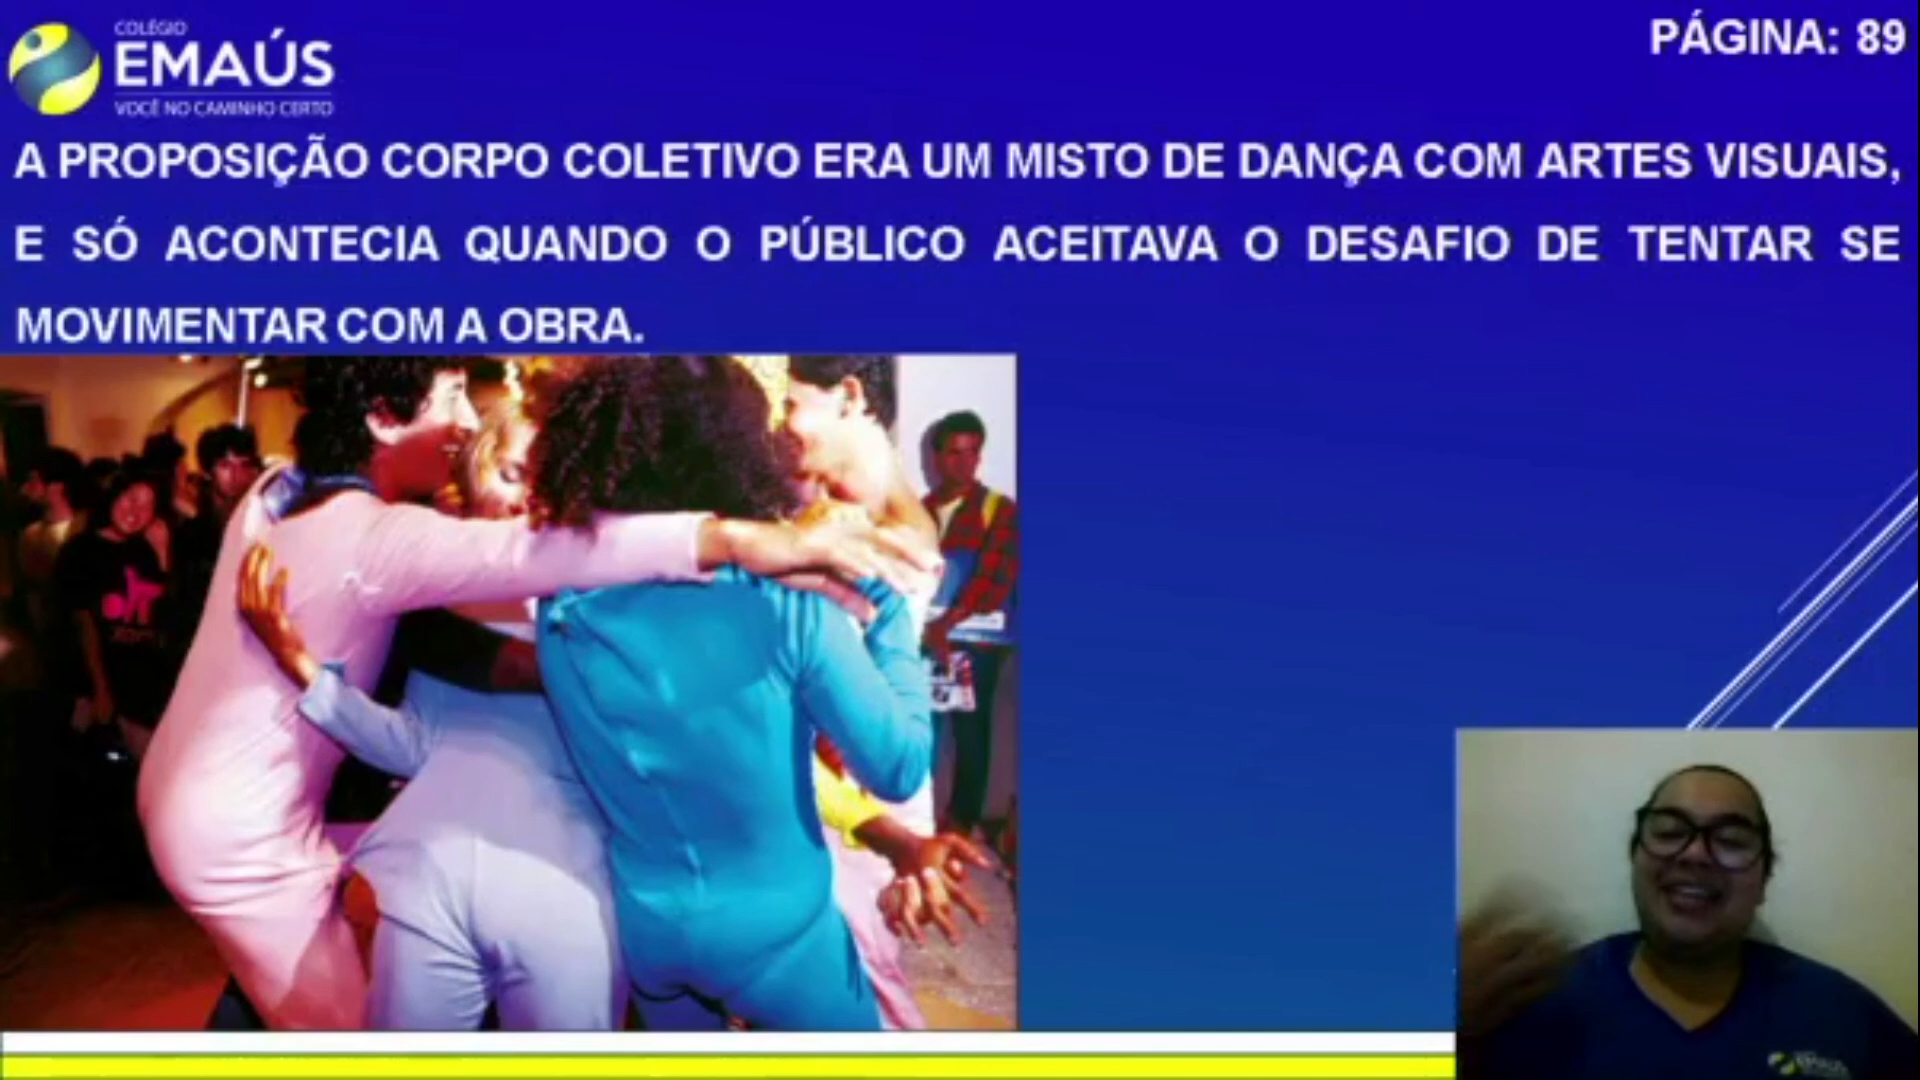 COLÉGIO
EMAÚS
VOCÊ NO CAMINHO CERTO
PÁGINA: 89
A PROPOSIÇÃO CORPO COLETIVO ERA UM MISTO DE DANÇA COM ARTES VISUAIS,
E SÓ ACONTECIA QUANDO O PÚBLICO ACEITAVA O DESAFIO DE TENTAR SE
MOVIMENTAR COM A OBRA.
EMAÚS